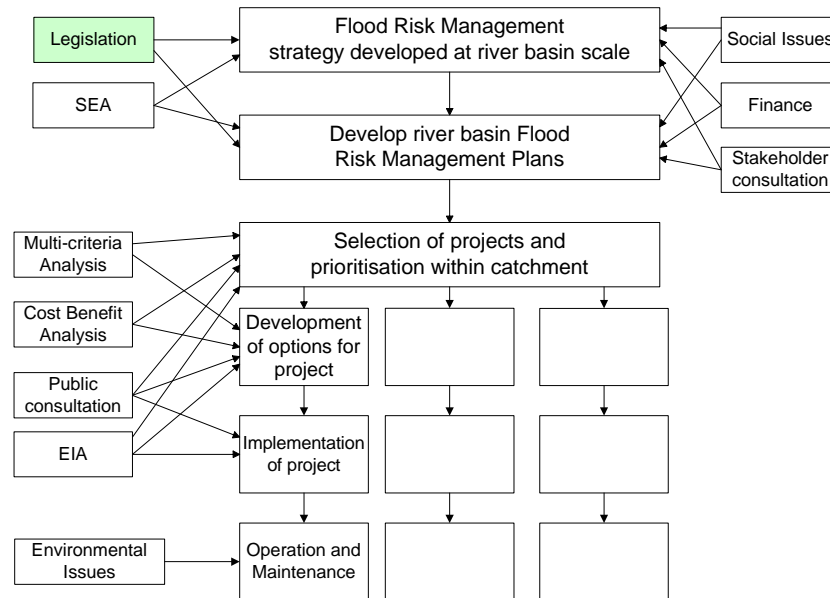 Legislation
Flood Risk Management
strategy developed at river basin scale
Social Issues
SEA
Finance
Develop river basin Flood
Risk Management Plans
Stakeholder
consultation
Multi-criteria
Analysis
Selection of projects and
prioritisation within catchment
Cost Benefit
Analysis
Development
of options for
project
Public
consultation
EIA
Implementation
of project
Environmental
Issues
Operation and
Maintenance